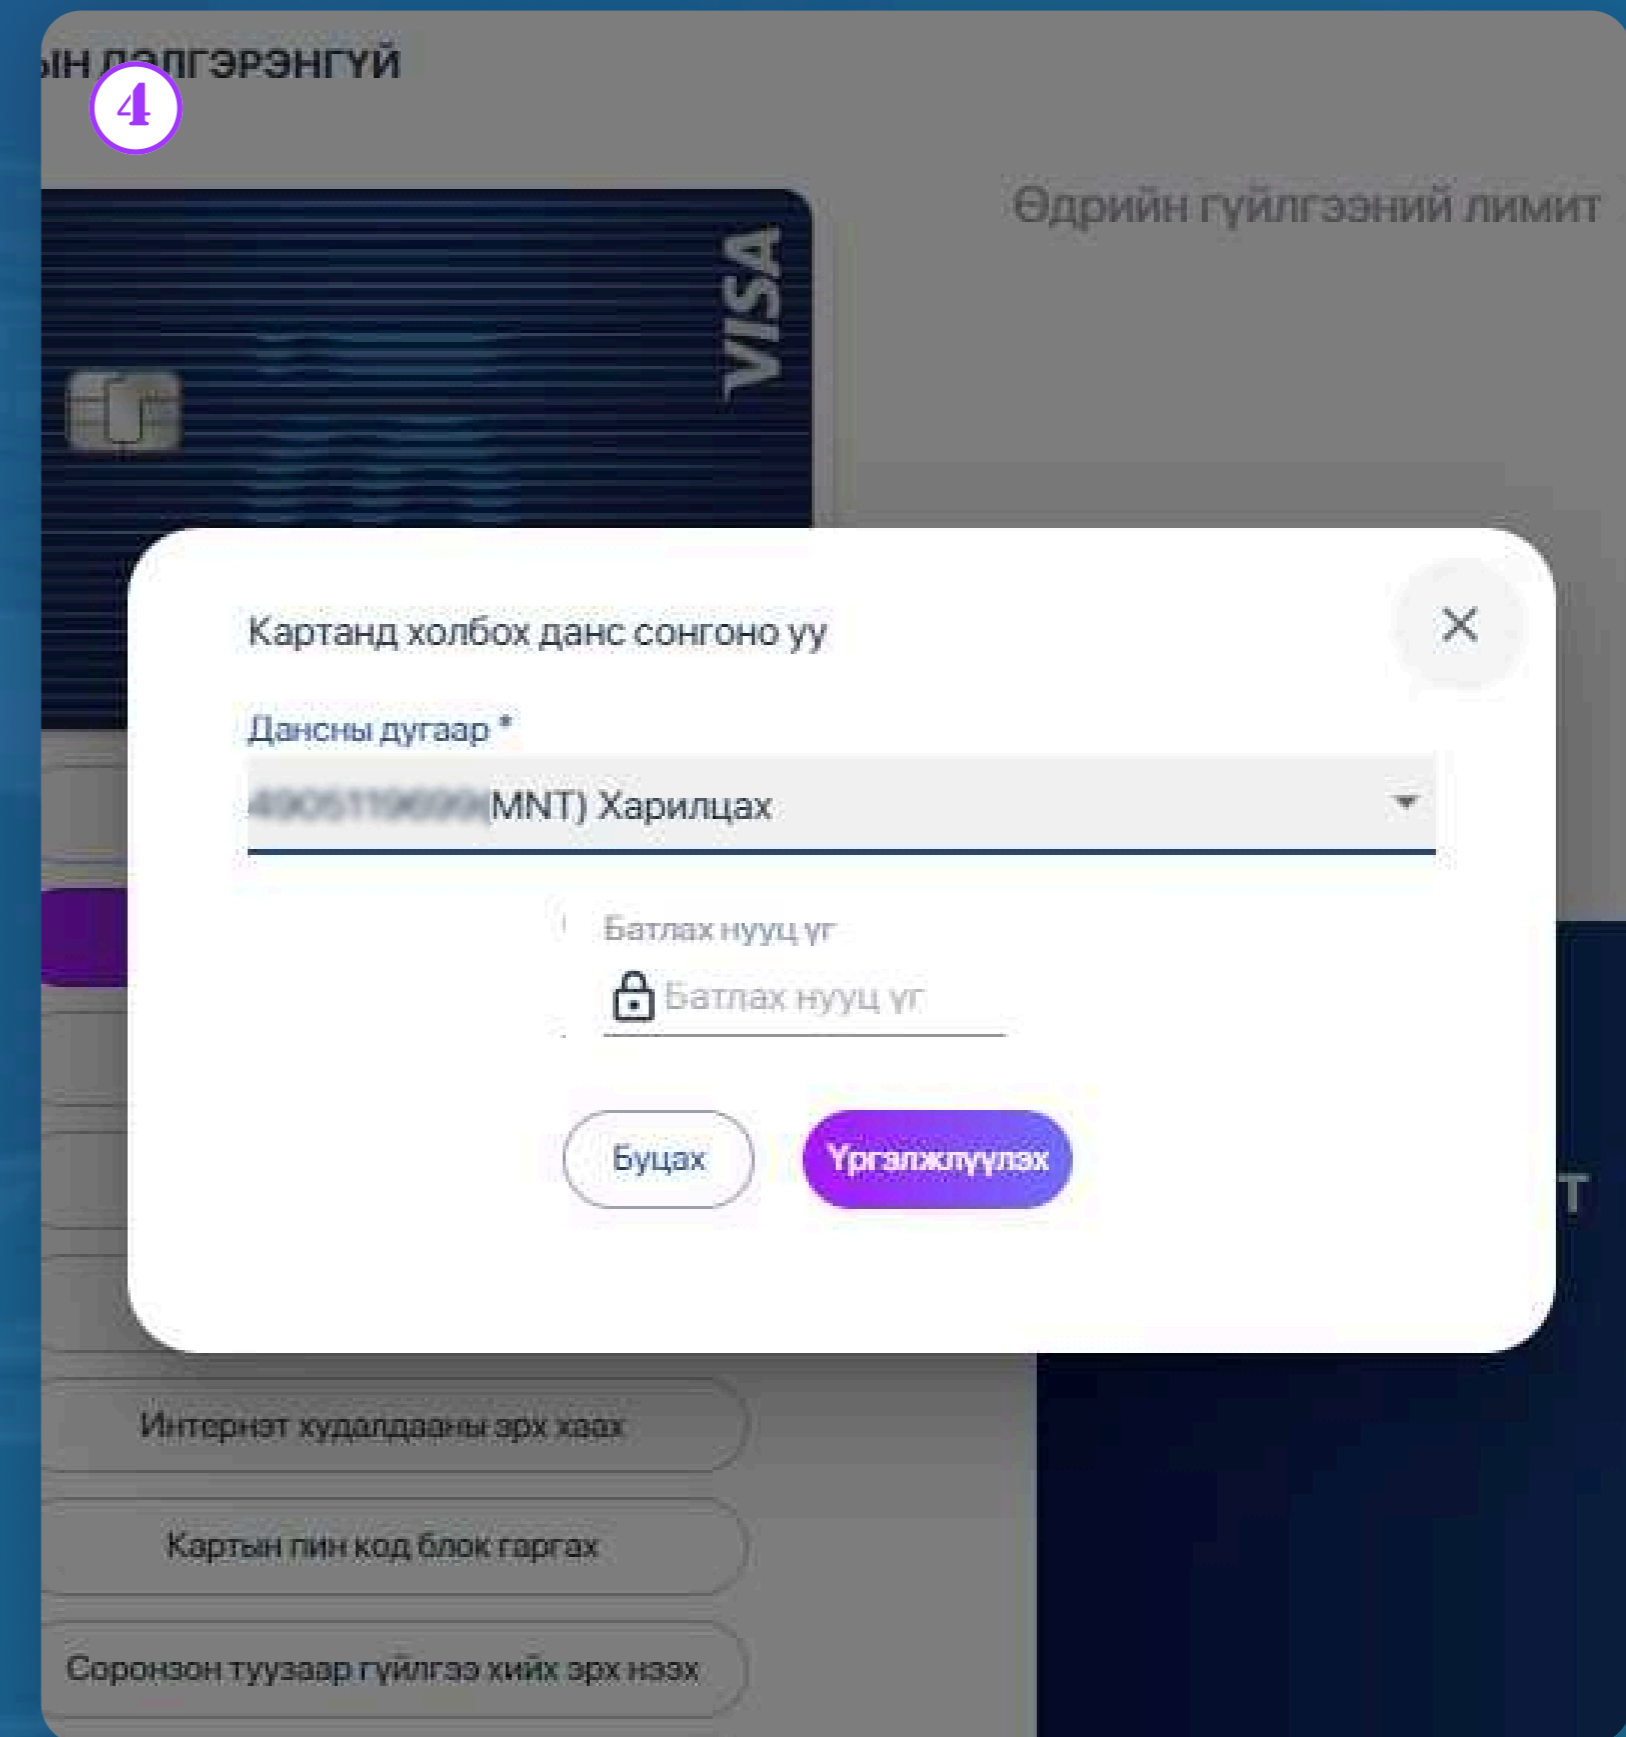 ДЭЛГЭРЭНГҮЙ
4
Өдрийн гүйлгээний лимит
VISA
Картанд холбох данс сонгоно уу
Дансны дугаар *
(MNT) Харилцах
Батлах нууц үг
Батлах нууц үг
Буцах
Үргэлжлүүлэх
Т
Интернэт худалдааны эрх хаах
Картын пин код блок гаргах
Соронзон туузаар гүйлгээ хийх эрх нээх